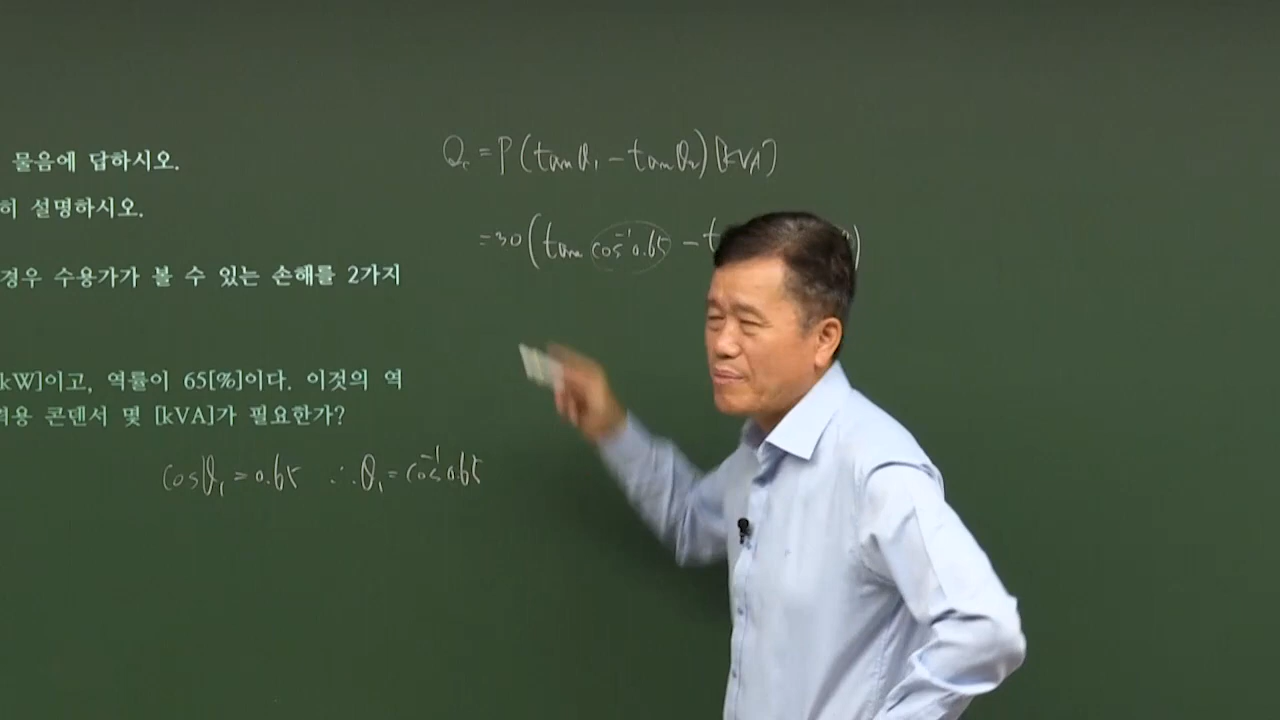 물음에 답하시오.
히 설명하시오.
경우 수용가가 볼 수 있는 손해를 2가지
kW]이고, 역률이 65[%]이다. 이것의 역
용 콘덴서 몇 [kVA]가 필요한가?
cosθ₁ = 0.65 ∴ θ₁ = cos⁻¹0.65
Qc = P(tanθ₁ - tanθ₂)[kVA]
= 30(tan cos⁻¹0.65 - t )